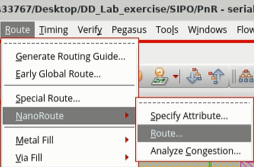 33767/Desktop/DD_Lab_exercise/SIPO/PnR - serial
Route Timing Verify Pegasus Tools Windows Flow
Generate Routing Guide...
Early Global Route...
Special Route...
NanoRoute
Metal Fill
Via Fill
Specify Attribute...
Route...
Analyze Congestion...